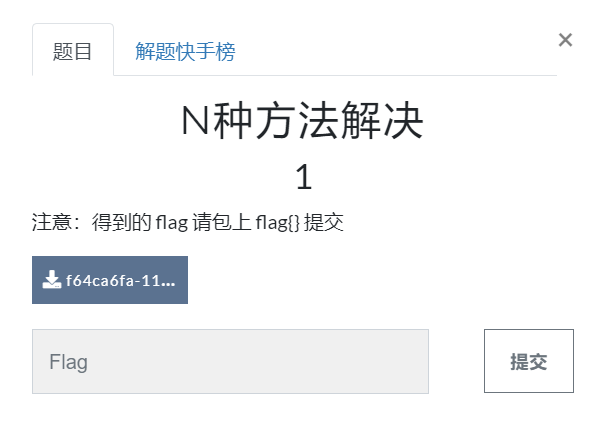 题目 解题快手榜 ×
N种方法解决
1
注意：得到的 flag 请包上 flag{} 提交
f64ca6fa-11...
Flag 提交